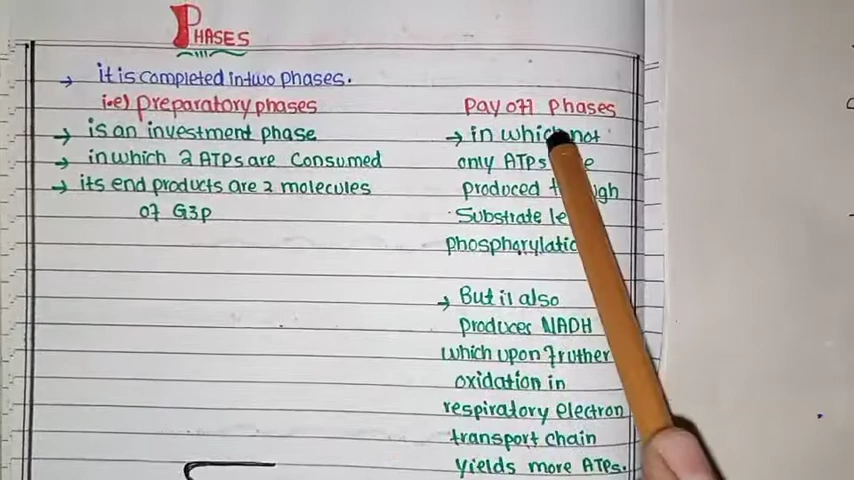 PHASES
→ it is completed in two phases.
i.e) preparatory phases
→ is an investment phase
→ in which 2 ATPs are consumed
→ its end products are 2 molecules
of G3p
Pay off Phases
→ in which not
only ATPs
produced
Substrate
phosphorylatio
→ But it also
produces NADH
which upon fruther
oxidation in
respiratory electron
transport chain
yields more ATPs.